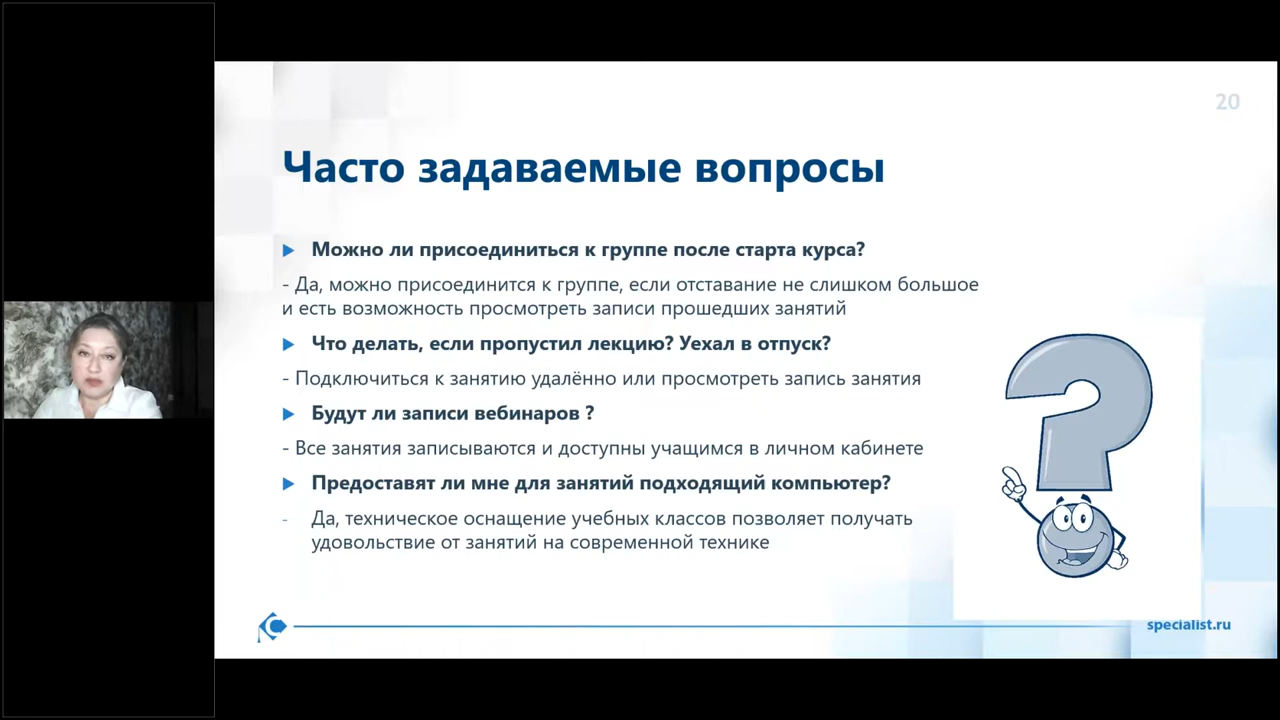 20
Часто задаваемые вопросы
Можно ли присоединиться к группе после старта курса?
- Да, можно присоединится к группе, если отставание не слишком большое
и есть возможность просмотреть записи прошедших занятий
Что делать, если пропустил лекцию? Уехал в отпуск?
- Подключиться к занятию удалённо или просмотреть запись занятия
Будут ли записи вебинаров ?
- Все занятия записываются и доступны учащимся в личном кабинете
Предоставят ли мне для занятий подходящий компьютер?
- Да, техническое оснащение учебных классов позволяет получать
удовольствие от занятий на современной технике
specialist.ru